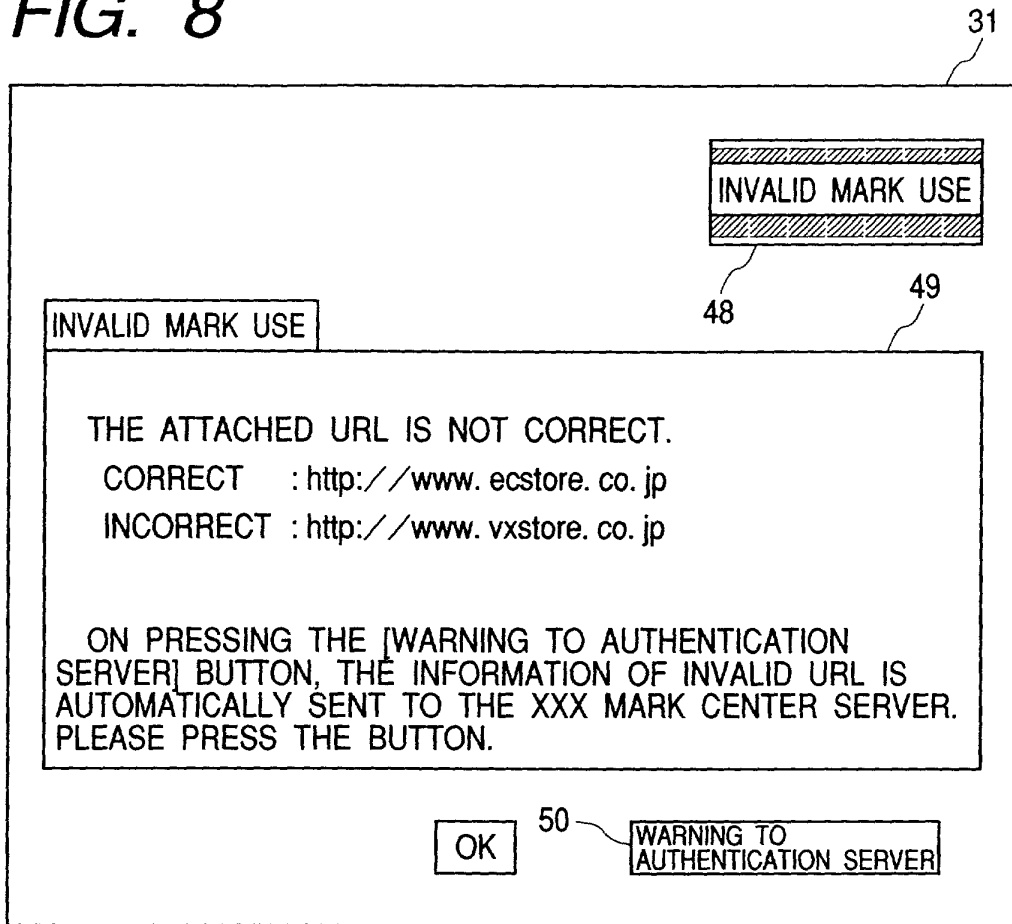 FIG. 8
31
INVALID MARK USE
48
49
INVALID MARK USE
THE ATTACHED URL IS NOT CORRECT.
CORRECT : http://www. ecstore. co. jp
INCORRECT : http://www. vxstore. co. jp
ON PRESSING THE [WARNING TO AUTHENTICATION
SERVER] BUTTON, THE INFORMATION OF INVALID URL IS
AUTOMATICALLY SENT TO THE XXX MARK CENTER SERVER.
PLEASE PRESS THE BUTTON.
OK
50
WARNING TO
AUTHENTICATION SERVER